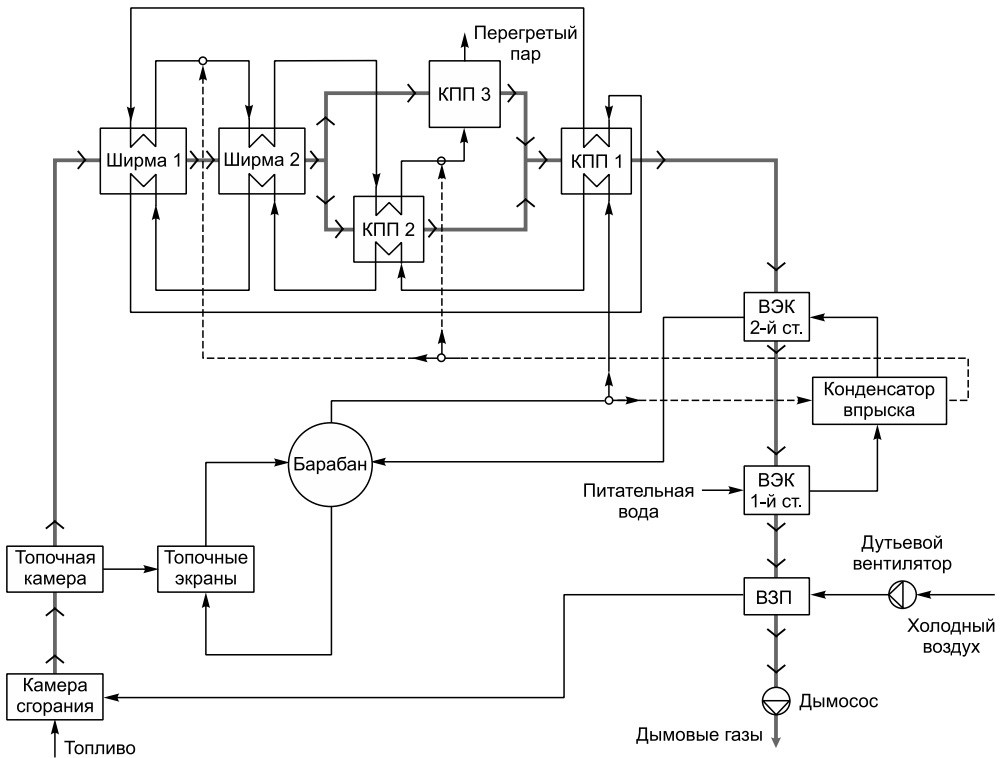 Перегретый
пар
КПП 3
Ширма 1
Ширма 2
КПП 1
КПП 2
ВЭК
2-й ст.
Конденсатор
впрыска
Барабан
Питательная
вода
ВЭК
1-й ст.
Топочная
камера
Топочные
экраны
Дутьевой
вентилятор
ВЗП
Холодный
воздух
Камера
сгорания
Дымосос
Топливо
Дымовые газы